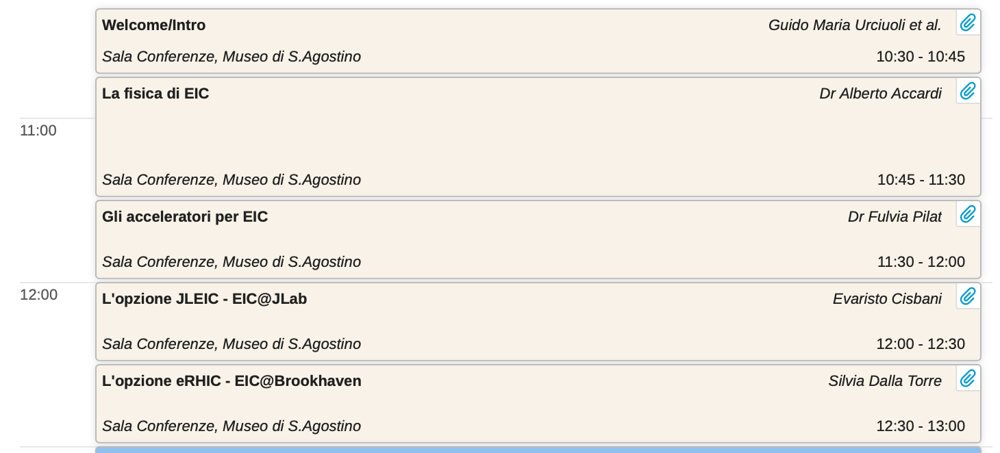 Welcome/Intro Guido Maria Urciuoli et al.
Sala Conferenze, Museo di S.Agostino 10:30 - 10:45
La fisica di EIC Dr Alberto Accardi
11:00
Sala Conferenze, Museo di S.Agostino 10:45 - 11:30
Gli acceleratori per EIC Dr Fulvia Pilat
Sala Conferenze, Museo di S.Agostino 11:30 - 12:00
12:00 L'opzione JLEIC - EIC@JLab Evaristo Cisbani
Sala Conferenze, Museo di S.Agostino 12:00 - 12:30
L'opzione eRHIC - EIC@Brookhaven Silvia Dalla Torre
Sala Conferenze, Museo di S.Agostino 12:30 - 13:00